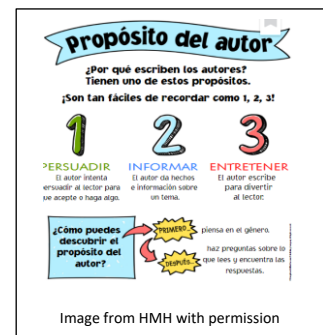 Propósito del autor
¿Por qué escriben los autores?
Tienen uno de estos propósitos.
¡Son tan fáciles de recordar como 1, 2, 3!
1 2 3
PERSUADIR INFORMAR ENTRETENER
El autor intenta
persuadir al lector para
que acepte o haga algo.
El autor da hechos
e información sobre
un tema.
El autor escribe
para divertir
al lector.
¿Cómo puedes
descubrir el
propósito del
autor?
PRIMERO, piensa en el género.
DESPUÉS, haz preguntas sobre lo
que lees y encuentra las
respuestas.
Image from HMH with permission